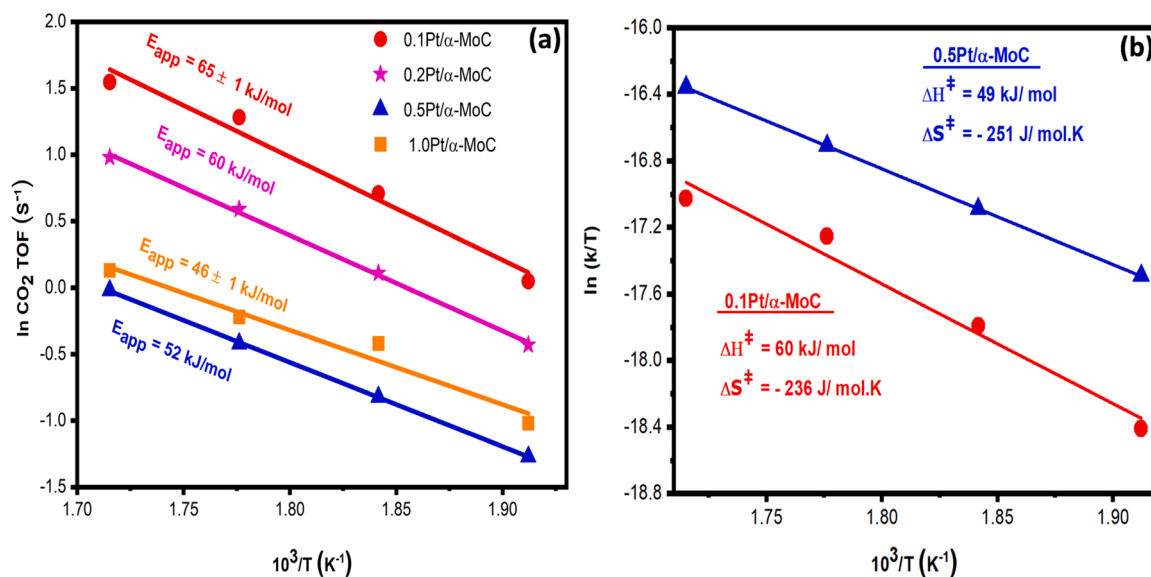 (a)
0.1Pt/α-MoC
0.2Pt/α-MoC
0.5Pt/α-MoC
1.0Pt/α-MoC
E_app = 65 ± 1 kJ/mol
E_app = 60 kJ/mol
E_app = 46 ± 1 kJ/mol
E_app = 52 kJ/mol
ln CO₂ TOF (s⁻¹)
2.0
1.5
1.0
0.5
0.0
-0.5
-1.0
-1.5
1.70 1.75 1.80 1.85 1.90
10³/T (K⁻¹)
(b)
0.5Pt/α-MoC
ΔH‡ = 49 kJ/ mol
ΔS‡ = - 251 J/ mol.K
0.1Pt/α-MoC
ΔH‡ = 60 kJ/ mol
ΔS‡ = - 236 J/ mol.K
ln (k/T)
-16.0
-16.4
-16.8
-17.2
-17.6
-18.0
-18.4
-18.8
1.75 1.80 1.85 1.90
10³/T (K⁻¹)